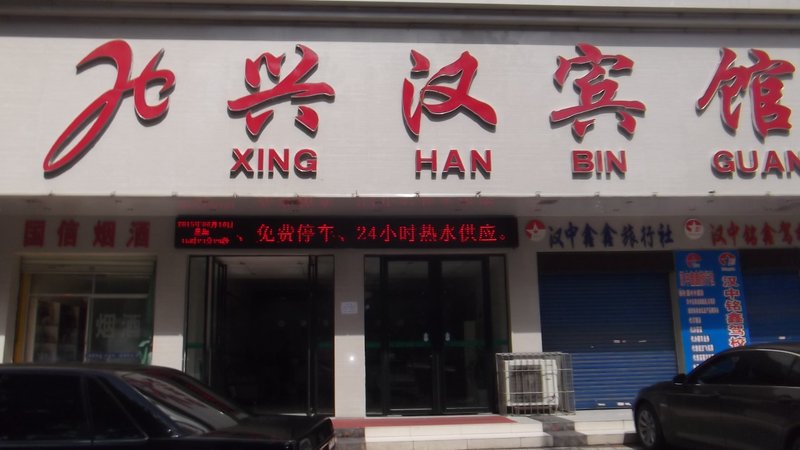 兴汉宾馆
XING HAN BIN GUAN
国信烟酒
、免费停车、24小时热水供应。
汉中鑫鑫旅行社
汉中铭鑫驾
烟酒
汉中铭鑫驾校